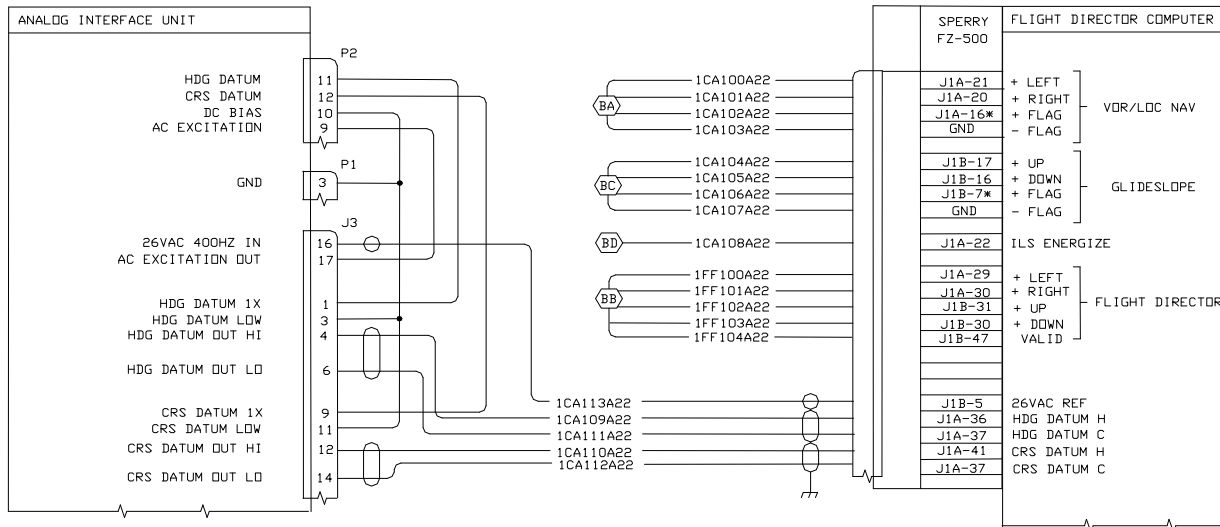 ANALOG INTERFACE UNIT
P2
HDG DATUM 11
CRS DATUM 12
DC BIAS 10
AC EXCITATION 9
P1
GND 3
J3
26VAC 400HZ IN 16
AC EXCITATION OUT 17
HDG DATUM 1X 1
HDG DATUM LOW 3
HDG DATUM OUT HI 4
HDG DATUM OUT LO 6
CRS DATUM 1X 9
CRS DATUM LOW 11
CRS DATUM OUT HI 12
CRS DATUM OUT LO 14
1CA113A22
1CA109A22
1CA111A22
1CA110A22
1CA112A22
BA
1CA100A22
1CA101A22
1CA102A22
1CA103A22
BC
1CA104A22
1CA105A22
1CA106A22
1CA107A22
BD
1CA108A22
BB
1FF100A22
1FF101A22
1FF102A22
1FF103A22
1FF104A22
SPERRY
FZ-500
FLIGHT DIRECTOR COMPUTER
J1A-21 + LEFT
J1A-20 + RIGHT
J1A-16* + FLAG
GND - FLAG
VOR/LOC NAV
J1B-17 + UP
J1B-16 + DOWN
J1B-7* + FLAG
GND - FLAG
GLIDESLOPE
J1A-22 ILS ENERGIZE
J1A-29 + LEFT
J1A-30 + RIGHT
J1B-31 + UP
J1B-30 + DOWN
J1B-47 VALID
FLIGHT DIRECTOR
J1B-5 26VAC REF
J1A-36 HDG DATUM H
J1A-37 HDG DATUM C
J1A-41 CRS DATUM H
J1A-37 CRS DATUM C